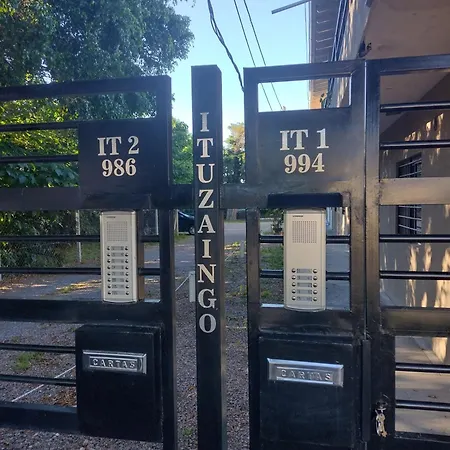 IT 2
986
ITUZAINGO
IT 1
994
CARTAS
CARTAS